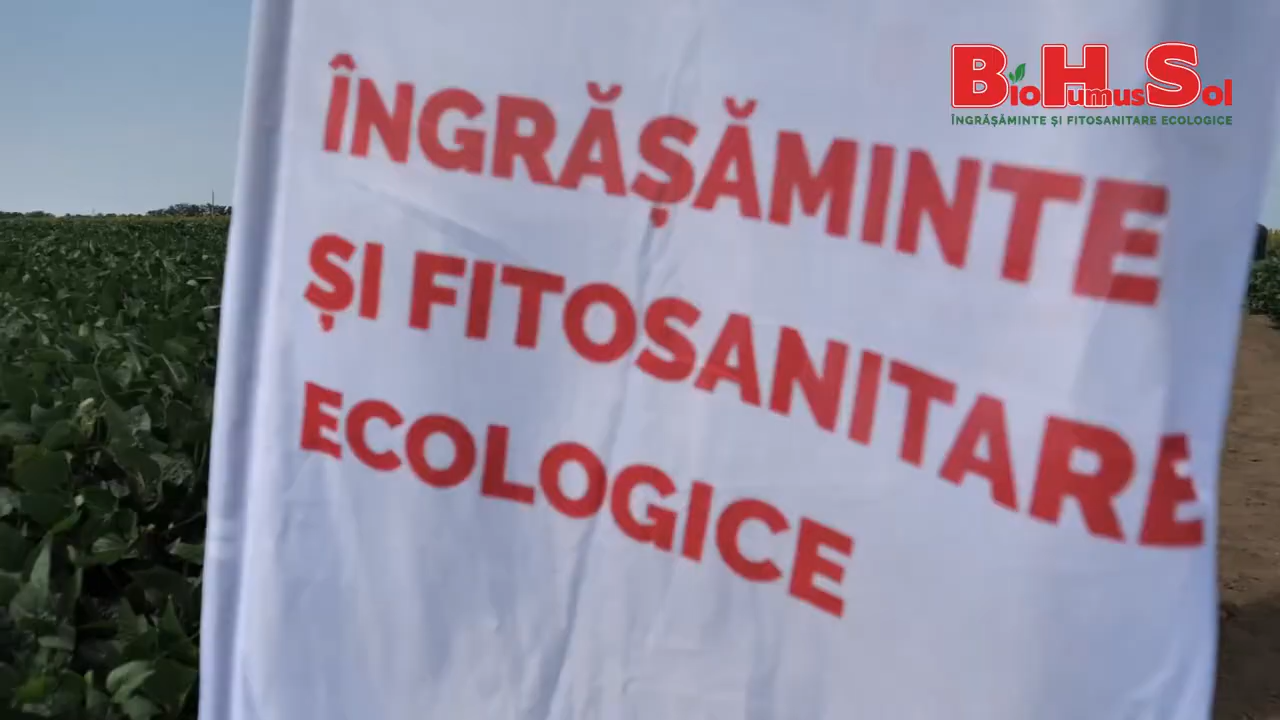 ÎNGRĂȘĂMINTE
ȘI FITOSANITARE
ECOLOGICE
BioHumusSol
ÎNGRĂȘĂMINTE ȘI FITOSANITARE ECOLOGICE